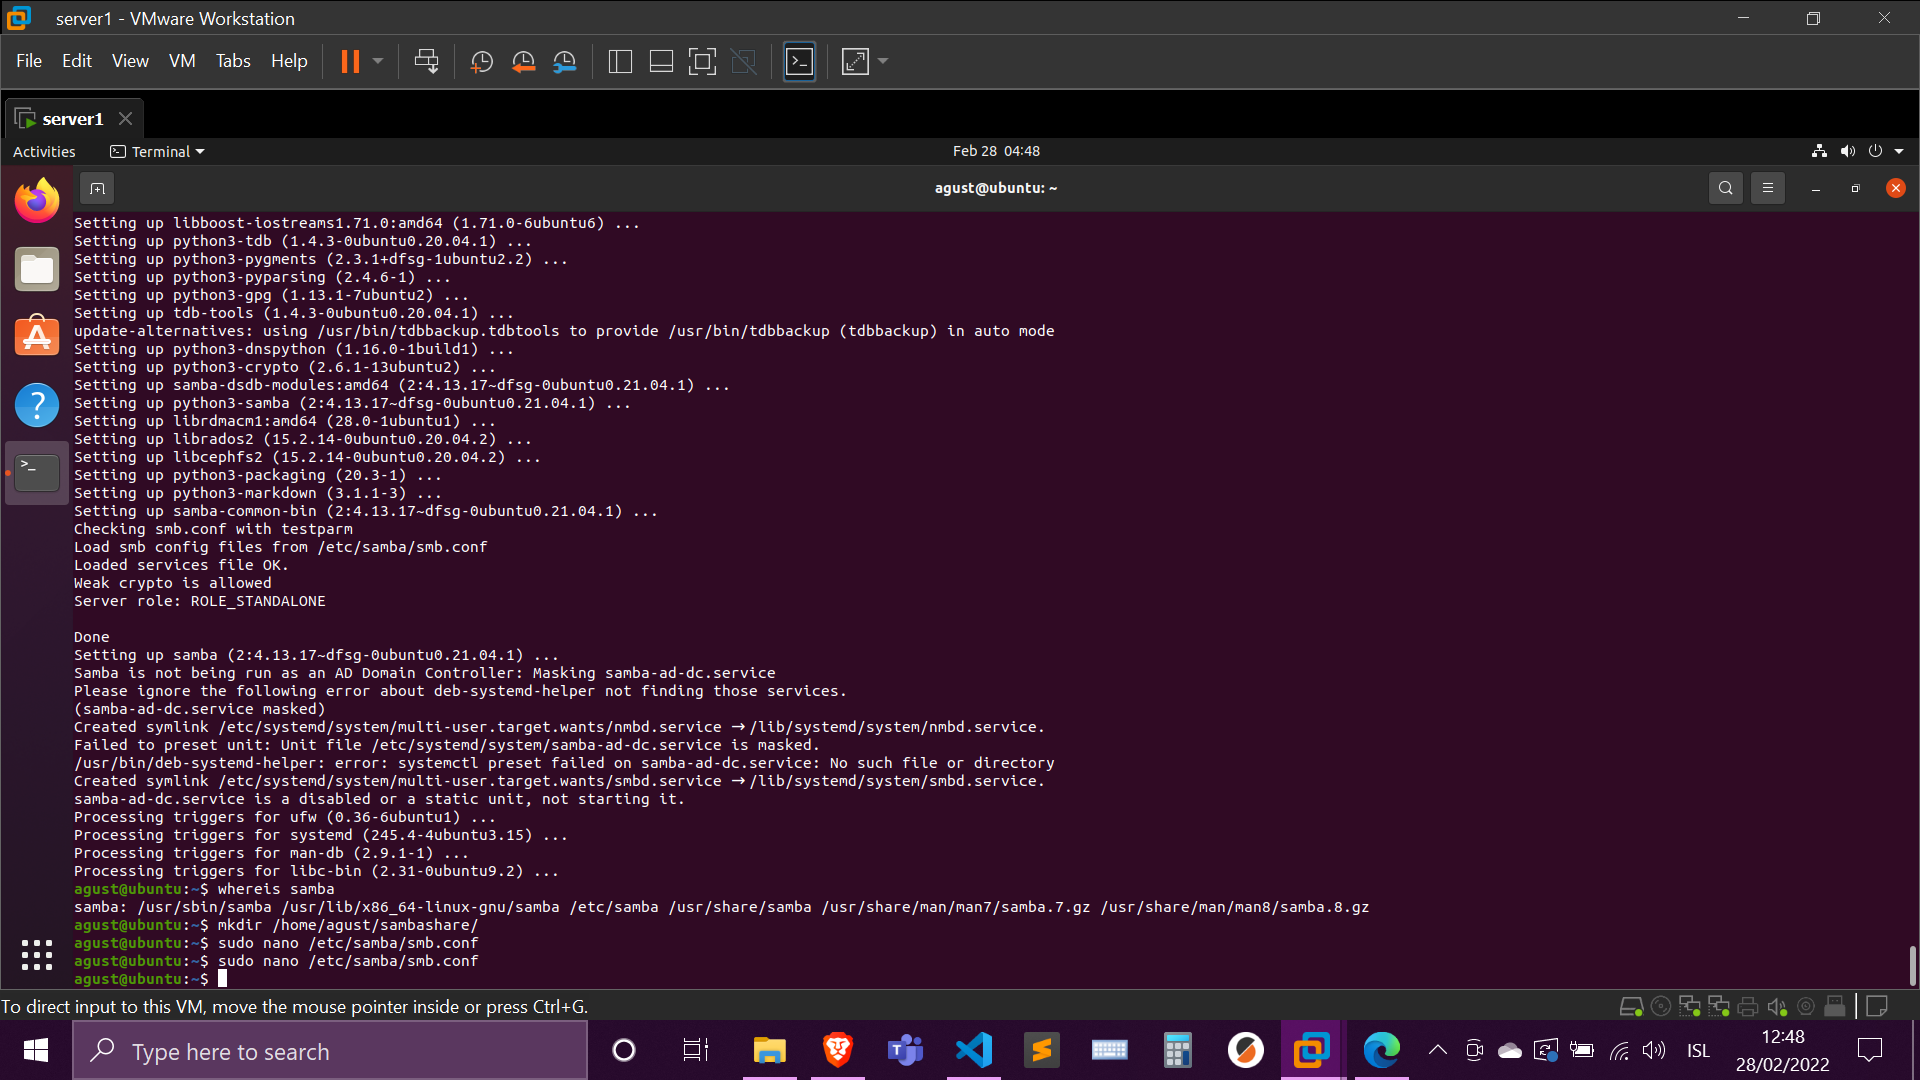 server1 - VMware Workstation
File Edit View VM Tabs Help
server1
Activities Terminal Feb 28 04:48
agust@ubuntu: ~
Setting up libboost-iostreams1.71.0:amd64 (1.71.0-6ubuntu6) ...
Setting up python3-tdb (1.4.3-0ubuntu0.20.04.1) ...
Setting up python3-pygments (2.3.1+dfsg-1ubuntu2.2) ...
Setting up python3-pyparsing (2.4.6-1) ...
Setting up python3-gpg (1.13.1-7ubuntu2) ...
Setting up tdb-tools (1.4.3-0ubuntu0.20.04.1) ...
update-alternatives: using /usr/bin/tdbbackup.tdbtools to provide /usr/bin/tdbbackup (tdbbackup) in auto mode
Setting up python3-dnspython (1.16.0-1build1) ...
Setting up python3-crypto (2.6.1-13ubuntu2) ...
Setting up samba-dsdb-modules:amd64 (2:4.13.17~dfsg-0ubuntu0.21.04.1) ...
Setting up python3-samba (2:4.13.17~dfsg-0ubuntu0.21.04.1) ...
Setting up librdmacm1:amd64 (28.0-1ubuntu1) ...
Setting up librados2 (15.2.14-0ubuntu0.20.04.2) ...
Setting up libcephfs2 (15.2.14-0ubuntu0.20.04.2) ...
Setting up python3-packaging (20.3-1) ...
Setting up python3-markdown (3.1.1-3) ...
Setting up samba-common-bin (2:4.13.17~dfsg-0ubuntu0.21.04.1) ...
Checking smb.conf with testparm
Load smb config files from /etc/samba/smb.conf
Loaded services file OK.
Weak crypto is allowed
Server role: ROLE_STANDALONE
Done
Setting up samba (2:4.13.17~dfsg-0ubuntu0.21.04.1) ...
Samba is not being run as an AD Domain Controller: Masking samba-ad-dc.service
Please ignore the following error about deb-systemd-helper not finding those services.
(samba-ad-dc.service masked)
Created symlink /etc/systemd/system/multi-user.target.wants/nmbd.service → /lib/systemd/system/nmbd.service.
Failed to preset unit: Unit file /etc/systemd/system/samba-ad-dc.service is masked.
/usr/bin/deb-systemd-helper: error: systemctl preset failed on samba-ad-dc.service: No such file or directory
Created symlink /etc/systemd/system/multi-user.target.wants/smbd.service → /lib/systemd/system/smbd.service.
samba-ad-dc.service is a disabled or a static unit, not starting it.
Processing triggers for ufw (0.36-6ubuntu1) ...
Processing triggers for systemd (245.4-4ubuntu3.15) ...
Processing triggers for man-db (2.9.1-1) ...
Processing triggers for libc-bin (2.31-0ubuntu9.2) ...
agust@ubuntu:~$ whereis samba
samba: /usr/sbin/samba /usr/lib/x86_64-linux-gnu/samba /etc/samba /usr/share/samba /usr/share/man/man7/samba.7.gz /usr/share/man/man8/samba.8.gz
agust@ubuntu:~$ mkdir /home/agust/sambashare/
agust@ubuntu:~$ sudo nano /etc/samba/smb.conf
agust@ubuntu:~$ sudo nano /etc/samba/smb.conf
agust@ubuntu:~$
To direct input to this VM, move the mouse pointer inside or press Ctrl+G.
Type here to search
ISL
12:48
28/02/2022